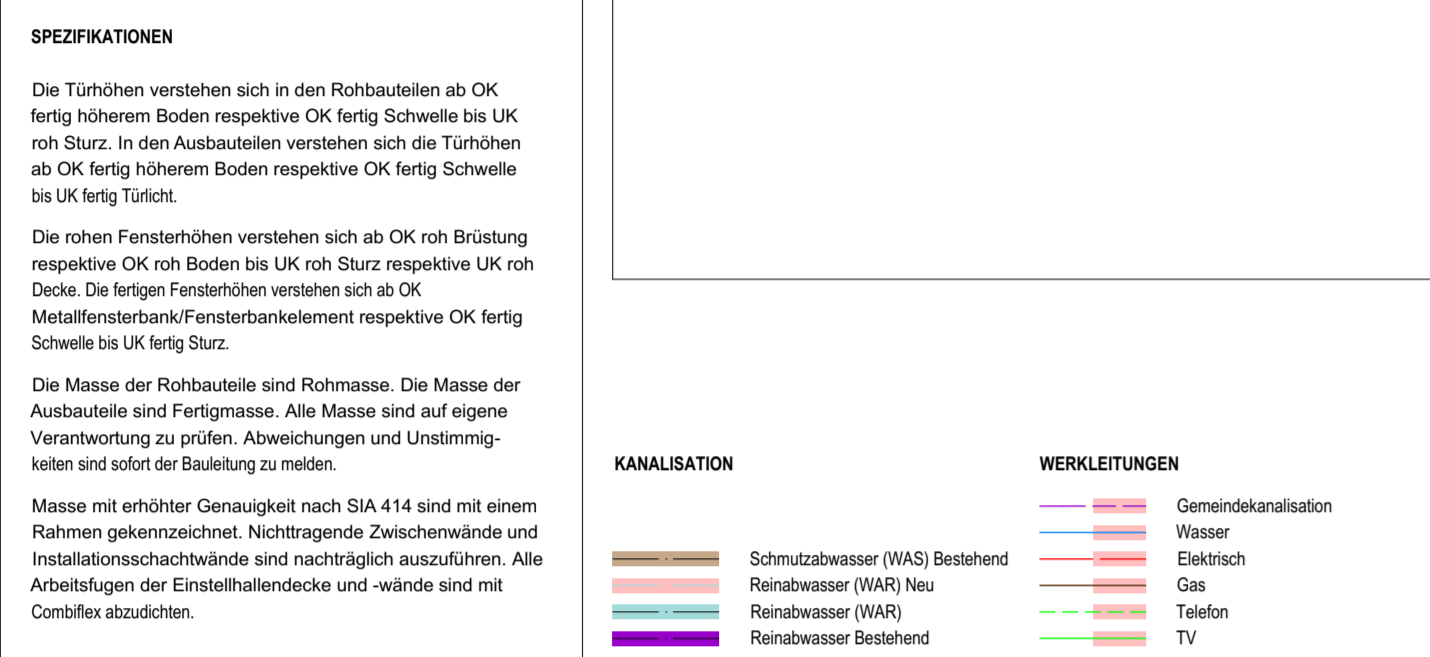 SPEZIFIKATIONEN
Die Türhöhen verstehen sich in den Rohbauteilen ab OK
fertig höherem Boden respektive OK fertig Schwelle bis UK
roh Sturz. In den Ausbauteilen verstehen sich die Türhöhen
ab OK fertig höherem Boden respektive OK fertig Schwelle
bis UK fertig Türlicht.
Die rohen Fensterhöhen verstehen sich ab OK roh Brüstung
respektive OK roh Boden bis UK roh Sturz respektive UK roh
Decke. Die fertigen Fensterhöhen verstehen sich ab OK
Metallfensterbank/Fensterbankelement respektive OK fertig
Schwelle bis UK fertig Sturz.
Die Masse der Rohbauteile sind Rohmasse. Die Masse der
Ausbauteile sind Fertigmasse. Alle Masse sind auf eigene
Verantwortung zu prüfen. Abweichungen und Unstimmig-
keiten sind sofort der Bauleitung zu melden.
Masse mit erhöhter Genauigkeit nach SIA 414 sind mit einem
Rahmen gekennzeichnet. Nichttragende Zwischenwände und
Installationsschachtwände sind nachträglich auszuführen. Alle
Arbeitsfugen der Einstellhallendecke und -wände sind mit
Combiflex abzudichten.
KANALISATION
Schmutzabwasser (WAS) Bestehend
Reinabwasser (WAR) Neu
Reinabwasser (WAR)
Reinabwasser Bestehend
WERKLEITUNGEN
Gemeindekanalisation
Wasser
Elektrisch
Gas
Telefon
TV